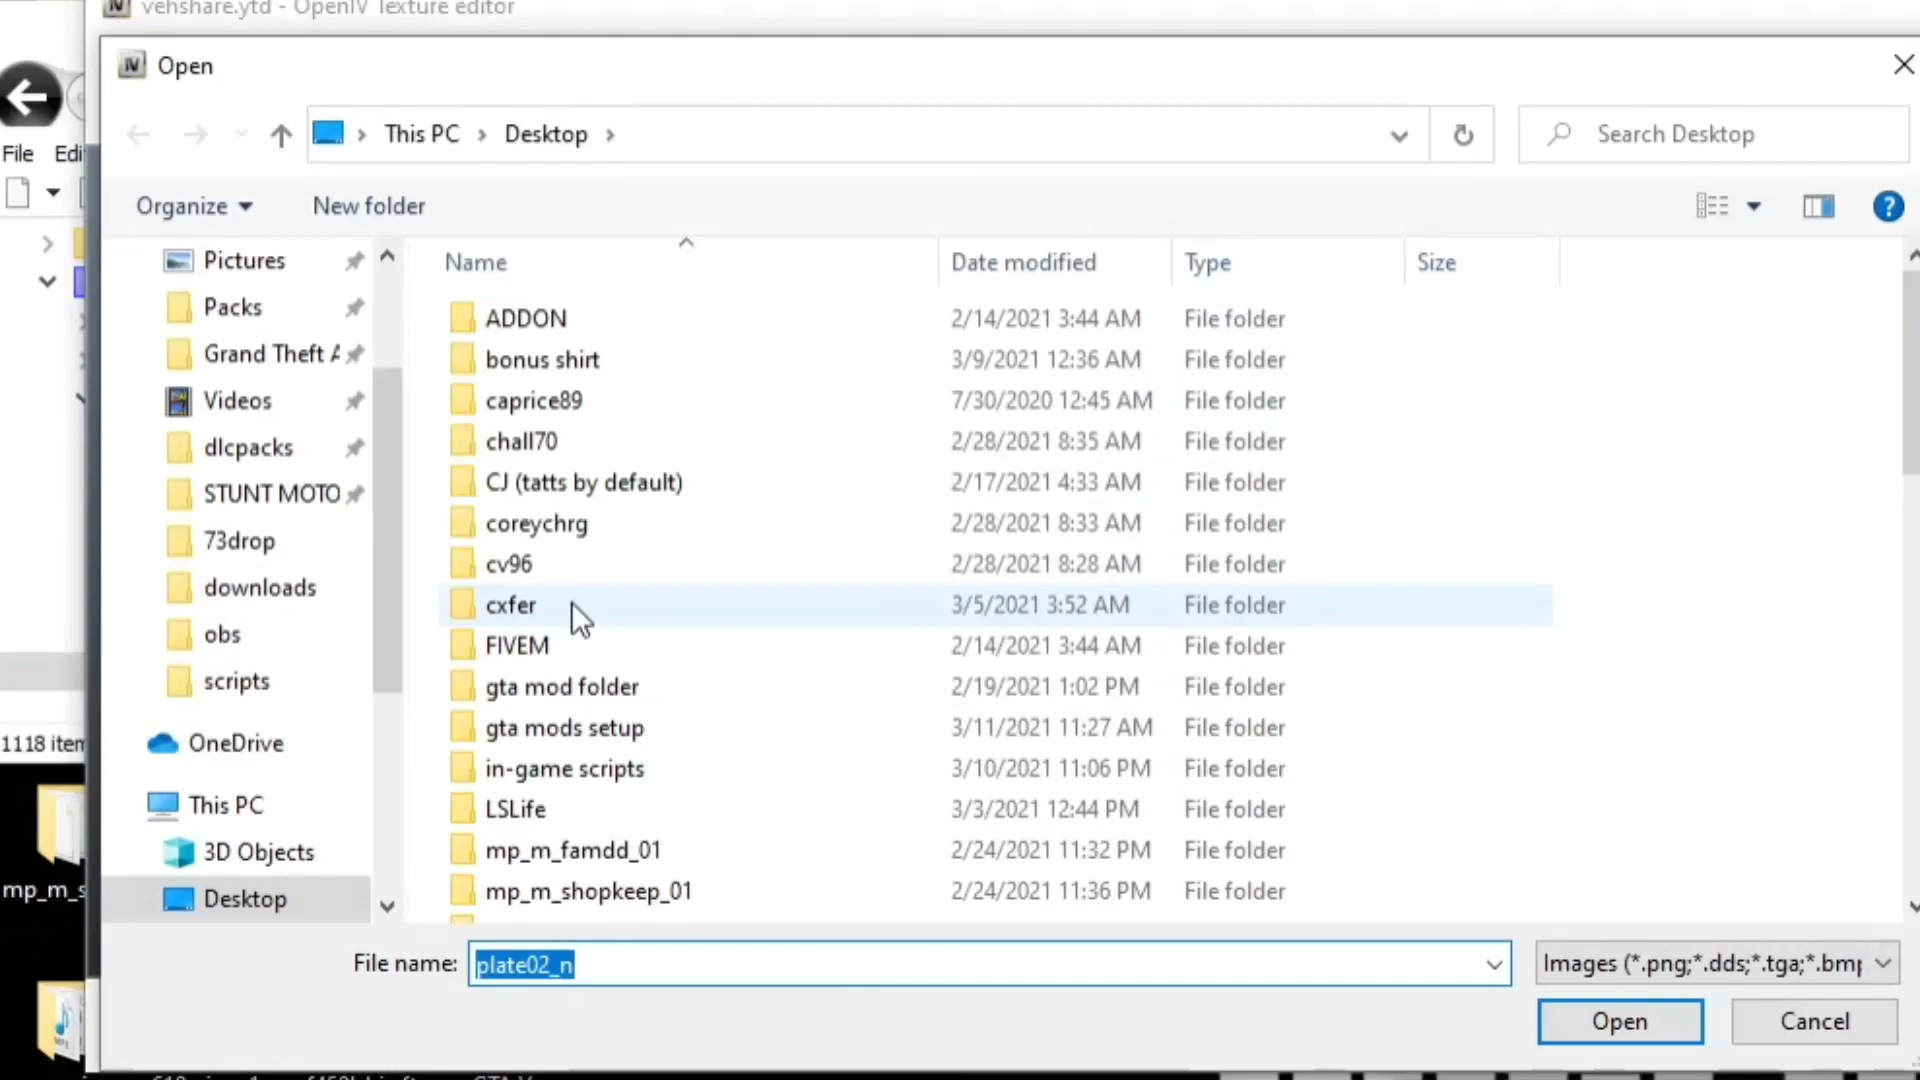 vehshare.ytd - OpenIV Texture editor
Open
This PC > Desktop >
Search Desktop
File
Organize
New folder
Name
Date modified
Type
Size
Pictures
Packs
Grand Theft A
Videos
dlcpacks
STUNT MOTO
73drop
downloads
obs
scripts
OneDrive
This PC
3D Objects
Desktop
ADDON 2/14/2021 3:44 AM File folder
bonus shirt 3/9/2021 12:36 AM File folder
caprice89 7/30/2020 12:45 AM File folder
chall70 2/28/2021 8:35 AM File folder
CJ (tatts by default) 2/17/2021 4:33 AM File folder
coreychrg 2/28/2021 8:33 AM File folder
cv96 2/28/2021 8:28 AM File folder
cxfer 3/5/2021 3:52 AM File folder
FIVEM 2/14/2021 3:44 AM File folder
gta mod folder 2/19/2021 1:02 PM File folder
gta mods setup 3/11/2021 11:27 AM File folder
in-game scripts 3/10/2021 11:06 PM File folder
LSLife 3/3/2021 12:44 PM File folder
mp_m_famdd_01 2/24/2021 11:32 PM File folder
mp_m_shopkeep_01 2/24/2021 11:36 PM File folder
1118 item
mp_m_s
File name: plate02_n
Images (*.png;*.dds;*.tga;*.bmp
Open
Cancel